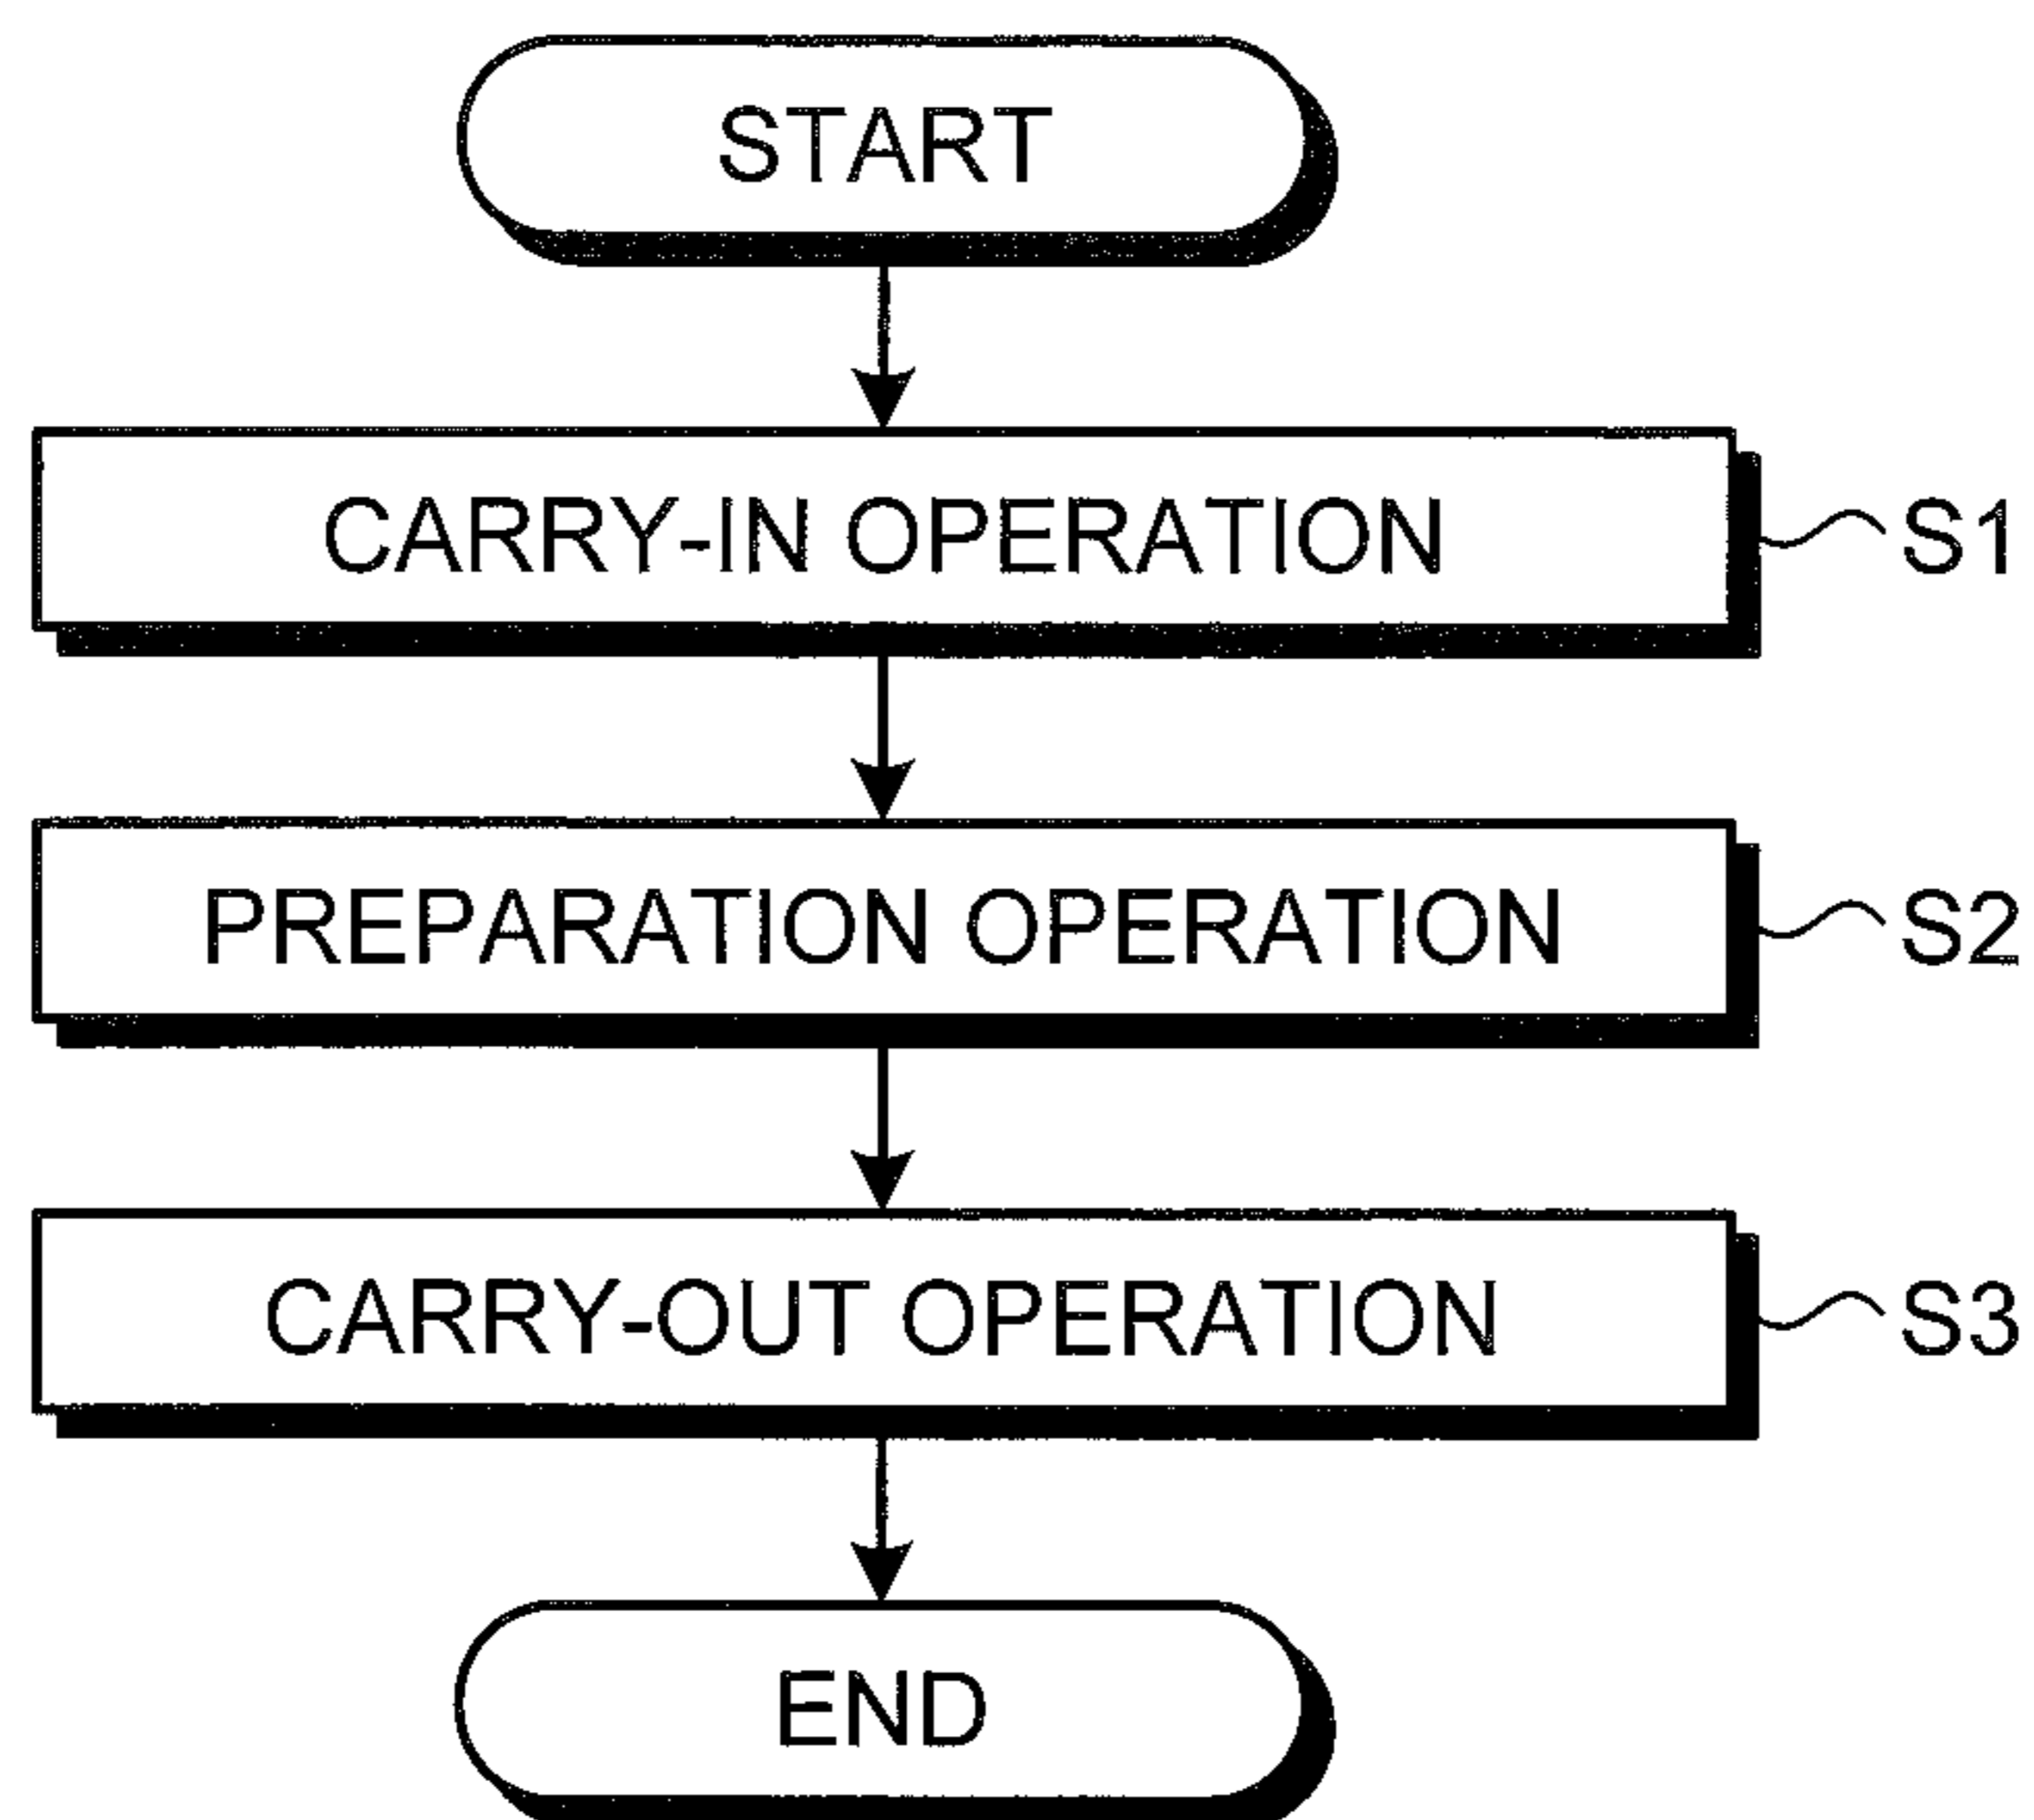 START
CARRY-IN OPERATION
S1
PREPARATION OPERATION
S2
CARRY-OUT OPERATION
S3
END